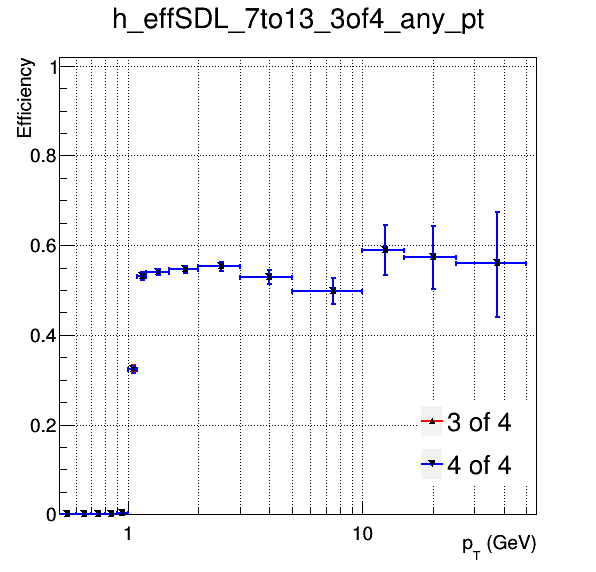 h_effSDL_7to13_3of4_any_pt
Efficiency
1
0.8
0.6
0.4
0.2
0
3 of 4
4 of 4
1
10
p_T (GeV)